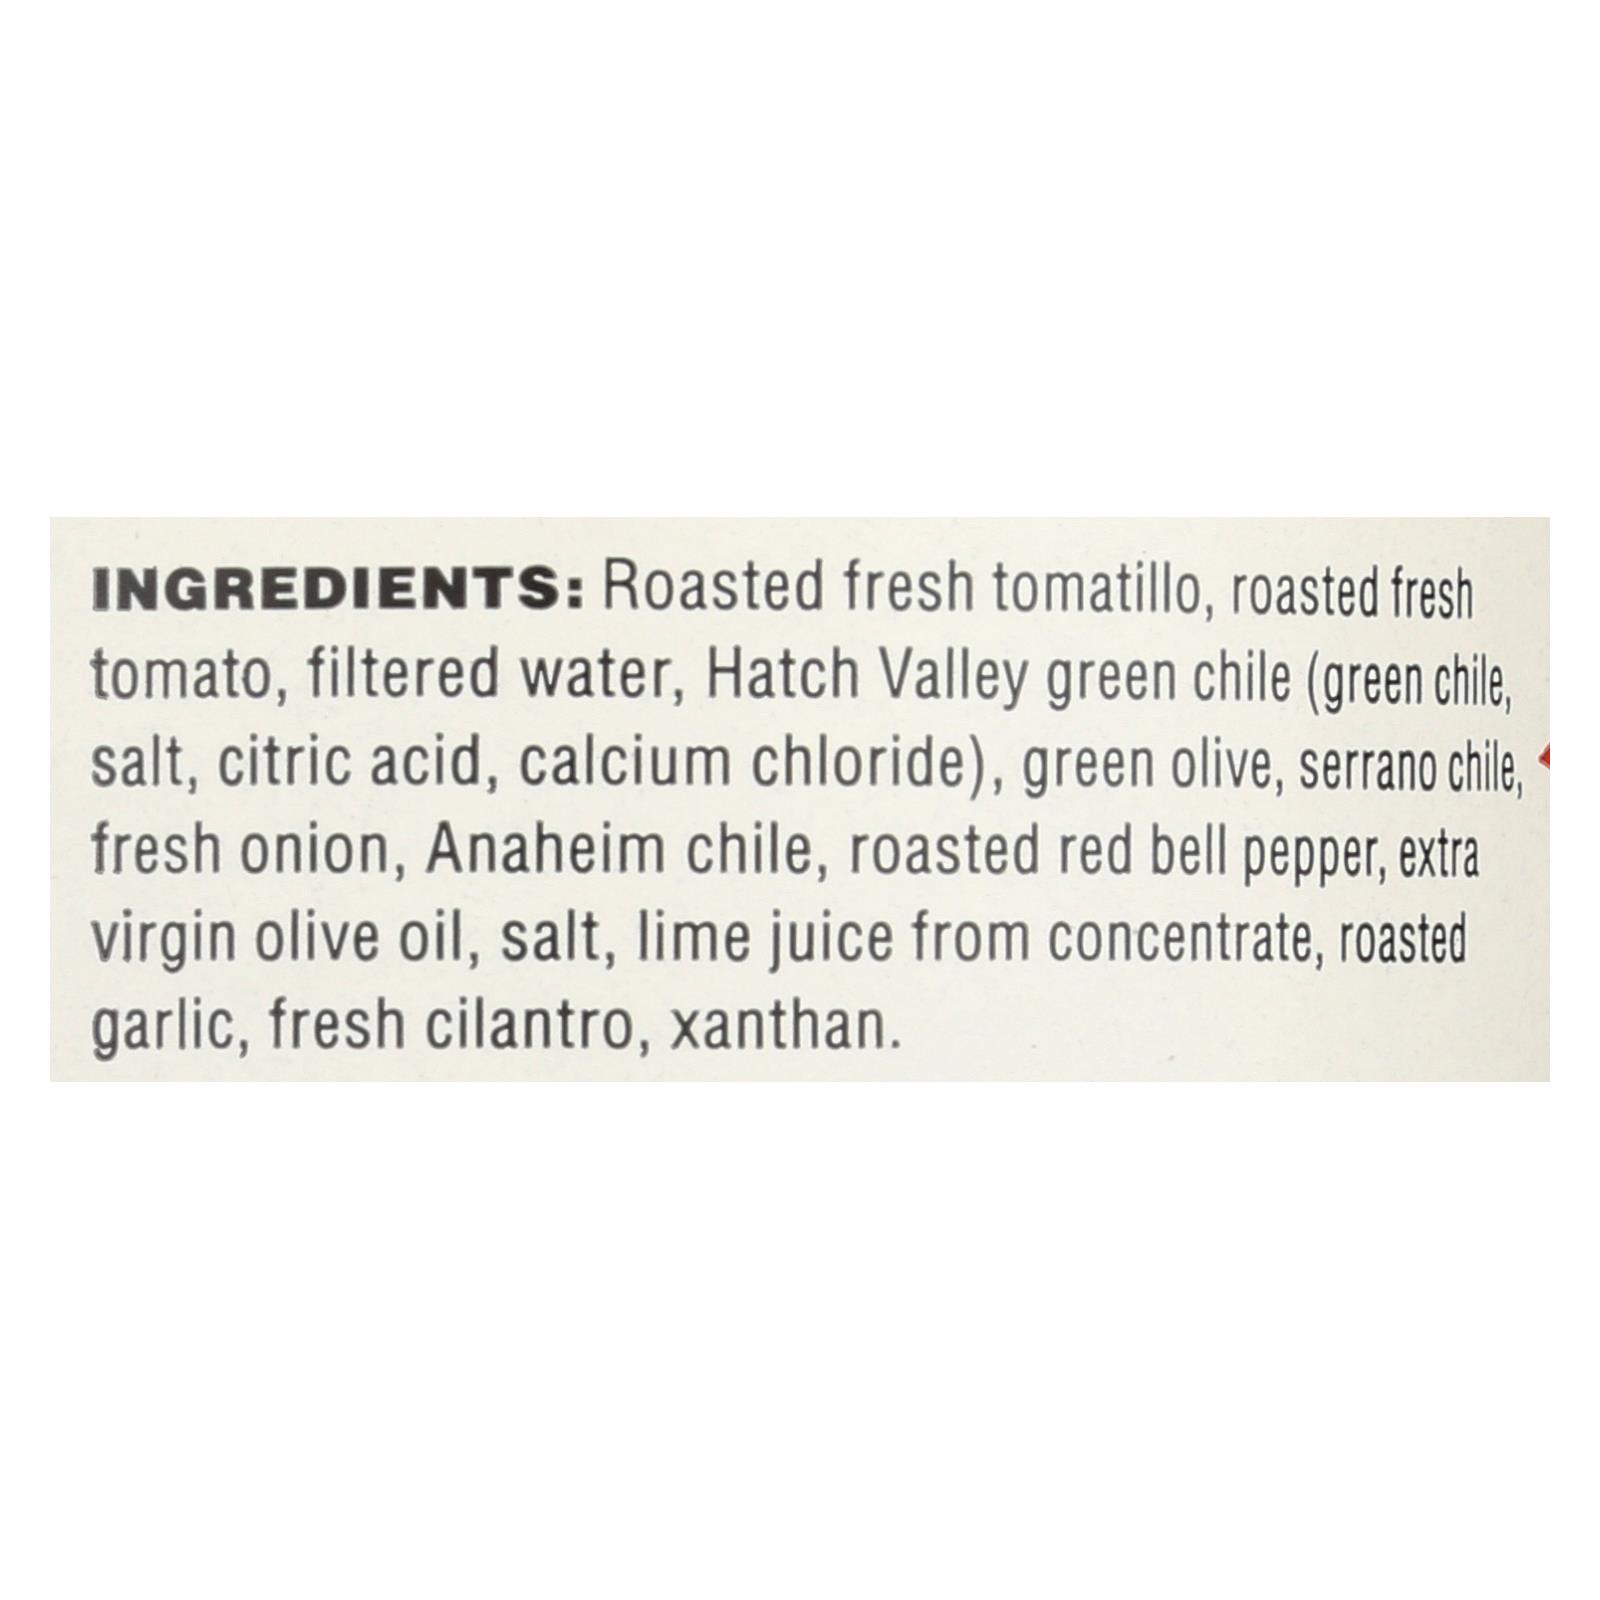 INGREDIENTS: Roasted fresh tomatillo, roasted fresh
tomato, filtered water, Hatch Valley green chile (green chile,
salt, citric acid, calcium chloride), green olive, serrano chile,
fresh onion, Anaheim chile, roasted red bell pepper, extra
virgin olive oil, salt, lime juice from concentrate, roasted
garlic, fresh cilantro, xanthan.